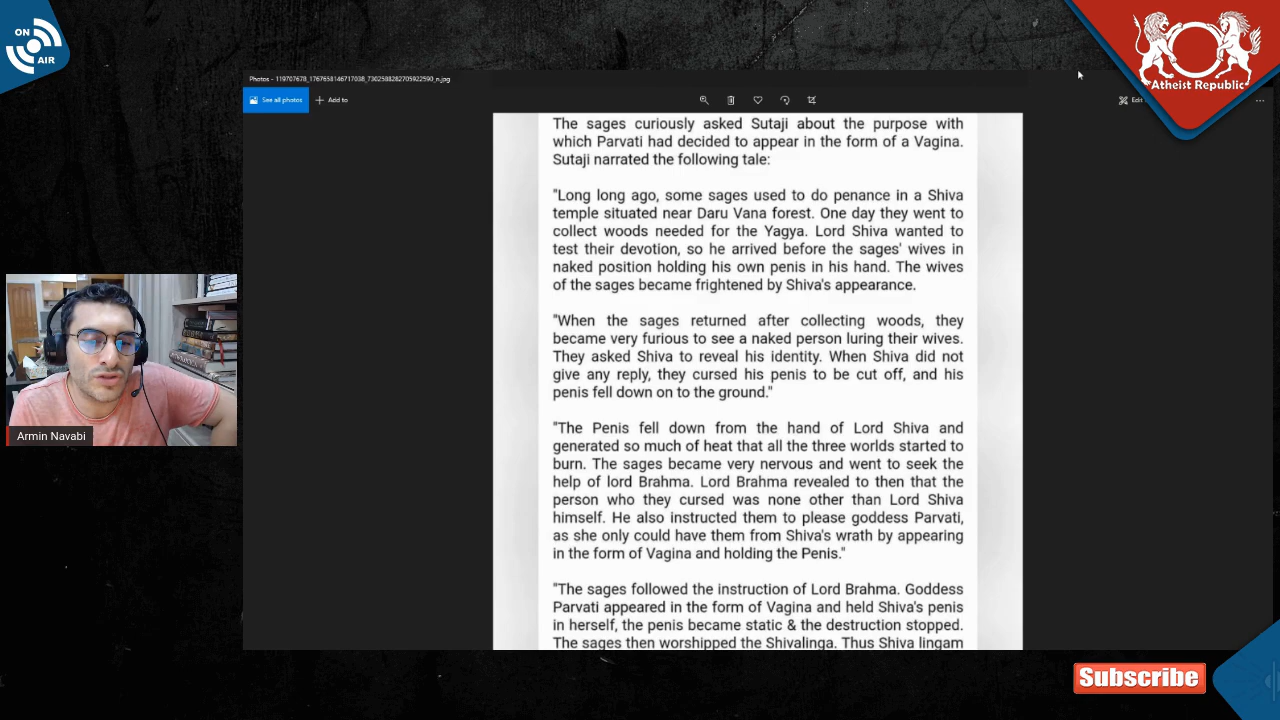 ON
AIR
Atheist Republic
Photos - 119707678_1767658146717038_7302588282705922590_n.jpg
See all photos
Add to
Edit
The sages curiously asked Sutaji about the purpose with
which Parvati had decided to appear in the form of a Vagina.
Sutaji narrated the following tale:
"Long long ago, some sages used to do penance in a Shiva
temple situated near Daru Vana forest. One day they went to
collect woods needed for the Yagya. Lord Shiva wanted to
test their devotion, so he arrived before the sages' wives in
naked position holding his own penis in his hand. The wives
of the sages became frightened by Shiva's appearance.
"When the sages returned after collecting woods, they
became very furious to see a naked person luring their wives.
They asked Shiva to reveal his identity. When Shiva did not
give any reply, they cursed his penis to be cut off, and his
penis fell down on to the ground."
"The Penis fell down from the hand of Lord Shiva and
generated so much of heat that all the three worlds started to
burn. The sages became very nervous and went to seek the
help of lord Brahma. Lord Brahma revealed to then that the
person who they cursed was none other than Lord Shiva
himself. He also instructed them to please goddess Parvati,
as she only could have them from Shiva's wrath by appearing
in the form of Vagina and holding the Penis."
"The sages followed the instruction of Lord Brahma. Goddess
Parvati appeared in the form of Vagina and held Shiva's penis
in herself, the penis became static & the destruction stopped.
The sages then worshipped the Shivalinga. Thus Shiva lingam
Armin Navabi
Subscribe